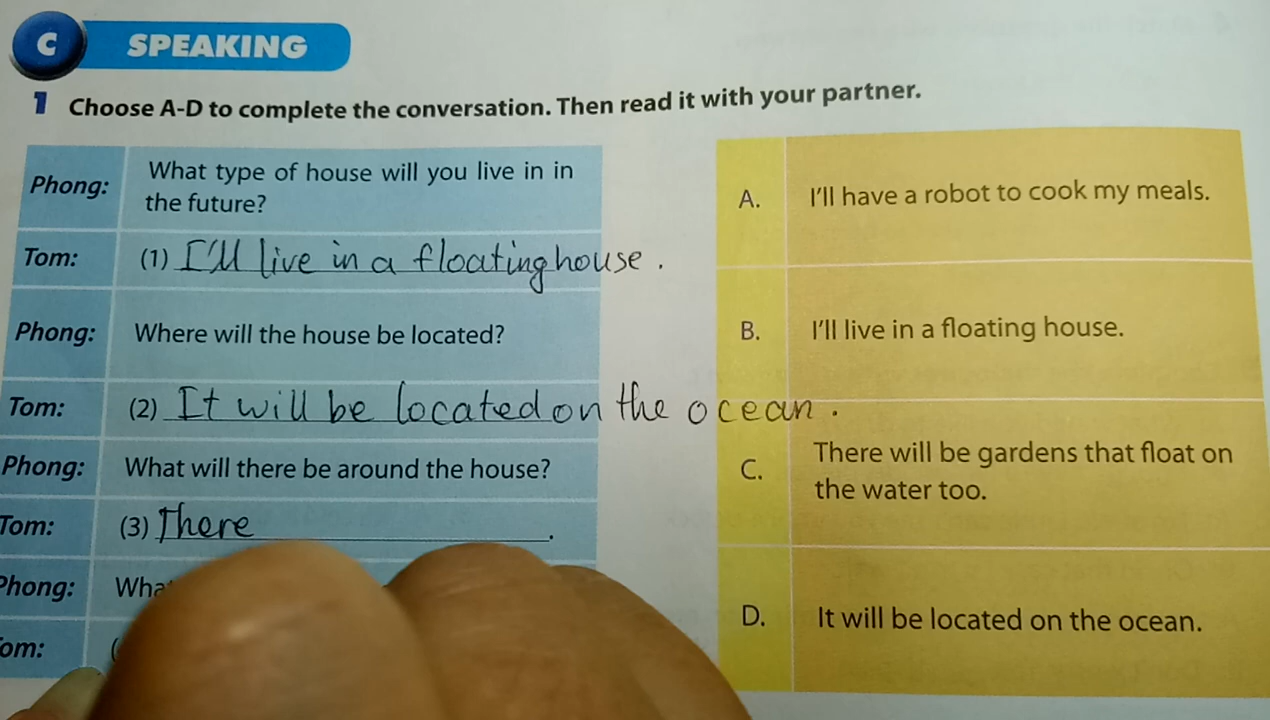 C SPEAKING
1 Choose A-D to complete the conversation. Then read it with your partner.
Phong: What type of house will you live in in
the future?
Tom: (1) I'll live in a floating house.
Phong: Where will the house be located?
Tom: (2) It will be located on the ocean.
Phong: What will there be around the house?
Tom: (3) There .
Phong:
Tom:
A. I'll have a robot to cook my meals.
B. I'll live in a floating house.
C. There will be gardens that float on
the water too.
D. It will be located on the ocean.